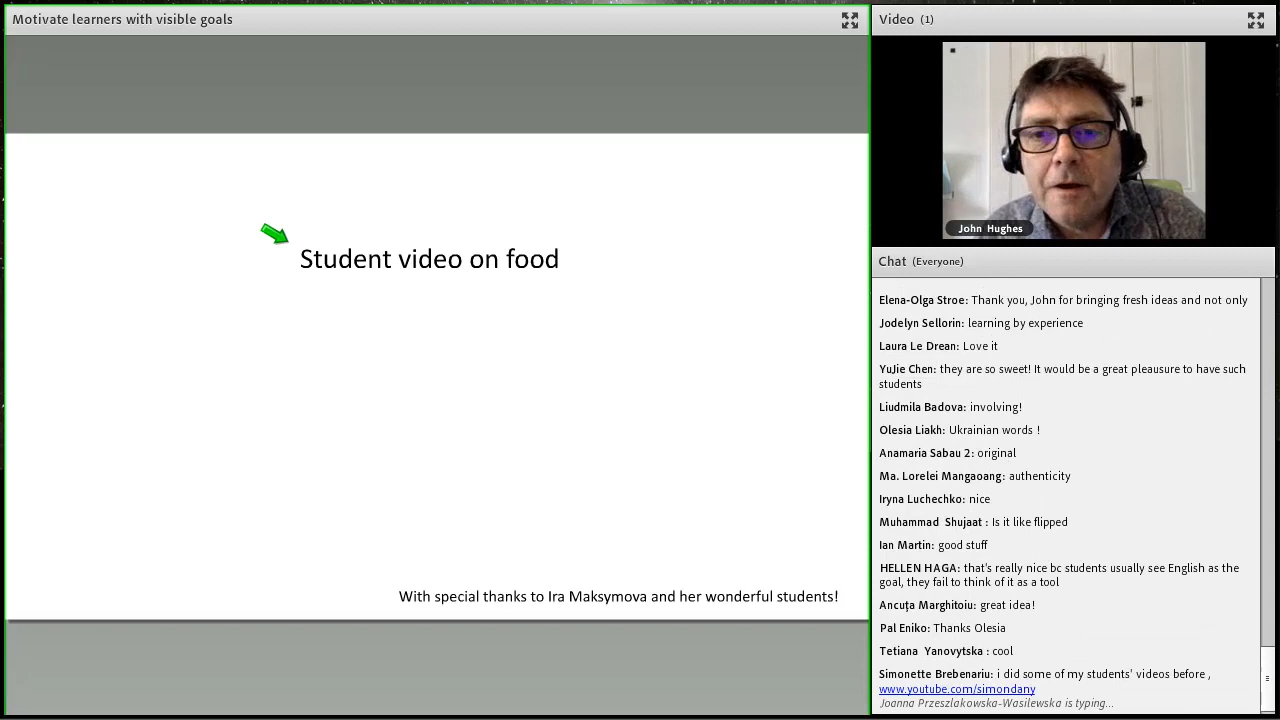 Motivate learners with visible goals
Student video on food
With special thanks to Ira Maksymova and her wonderful students!
Video (1)
John Hughes
Chat (Everyone)
Elena-Olga Stroe: Thank you, John for bringing fresh ideas and not only
Jodelyn Sellorin: learning by experience
Laura Le Drean: Love it
YuJie Chen: they are so sweet! It would be a great pleausure to have such
students
Liudmila Badova: involving!
Olesia Liakh: Ukrainian words !
Anamaria Sabau 2: original
Ma. Lorelei Mangaoang: authenticity
Iryna Luchechko: nice
Muhammad Shujaat : Is it like flipped
Ian Martin: good stuff
HELLEN HAGA: that's really nice bc students usually see English as the
goal, they fail to think of it as a tool
Ancuţa Marghitoiu: great idea!
Pal Eniko: Thanks Olesia
Tetiana Yanovytska : cool
Simonette Brebenariu: i did some of my students' videos before ,
www.youtube.com/simondany
Joanna Przeszlakowska-Wasilewska is typing...